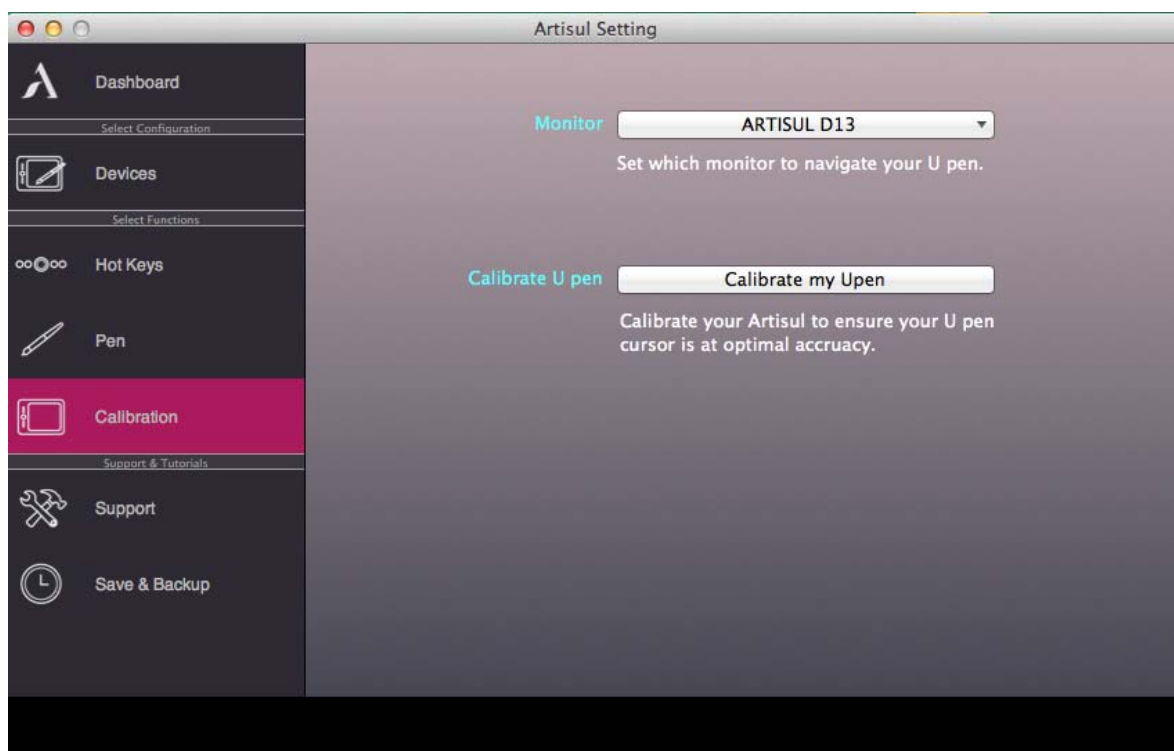 Artisul Setting
Dashboard
Select Configuration
Devices
Select Functions
Hot Keys
Pen
Calibration
Support & Tutorials
Support
Save & Backup
Monitor
ARTISUL D13
Set which monitor to navigate your U pen.
Calibrate U pen
Calibrate my Upen
Calibrate your Artisul to ensure your U pen
cursor is at optimal accruacy.